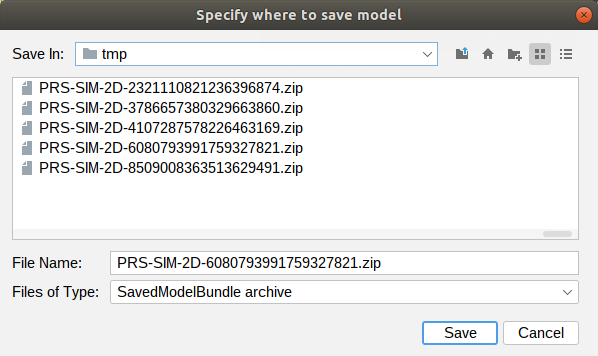 Specify where to save model
Save In: tmp
PRS-SIM-2D-2321110821236396874.zip
PRS-SIM-2D-3786657380329663860.zip
PRS-SIM-2D-4107287578226463169.zip
PRS-SIM-2D-6080793991759327821.zip
PRS-SIM-2D-8509008363513629491.zip
File Name: PRS-SIM-2D-6080793991759327821.zip
Files of Type: SavedModelBundle archive
Save Cancel